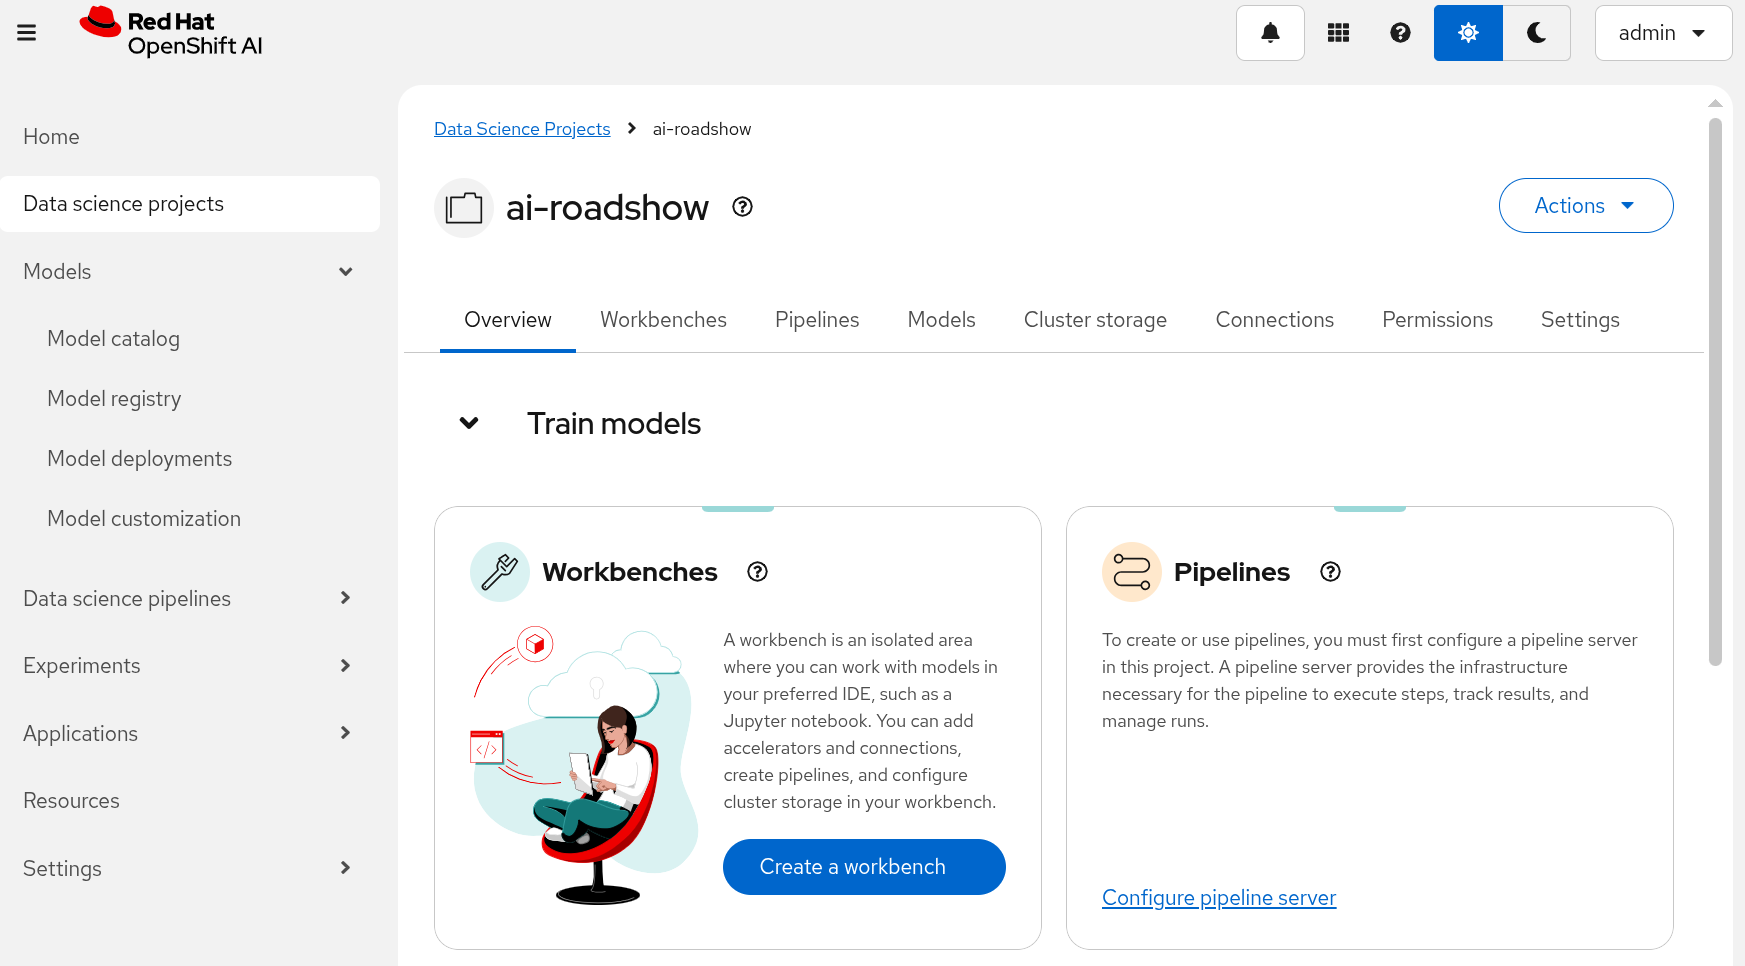 Red Hat
OpenShift AI
admin
Home
Data science projects
Models
Model catalog
Model registry
Model deployments
Model customization
Data science pipelines
Experiments
Applications
Resources
Settings
Data Science Projects
ai-roadshow
ai-roadshow
Actions
Overview
Workbenches
Pipelines
Models
Cluster storage
Connections
Permissions
Settings
Train models
Workbenches
A workbench is an isolated area
where you can work with models in
your preferred IDE, such as a
Jupyter notebook. You can add
accelerators and connections,
create pipelines, and configure
cluster storage in your workbench.
Create a workbench
Pipelines
To create or use pipelines, you must first configure a pipeline server
in this project. A pipeline server provides the infrastructure
necessary for the pipeline to execute steps, track results, and
manage runs.
Configure pipeline server